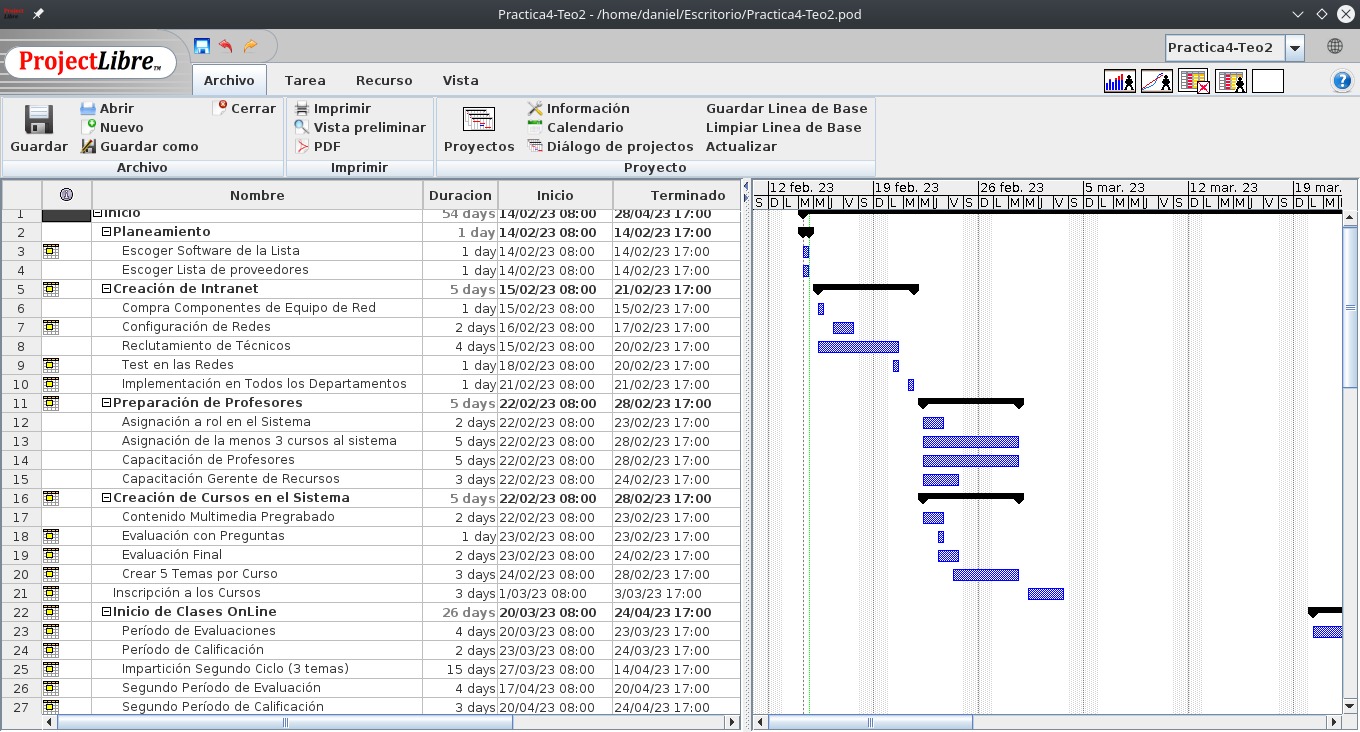 Practica4-Teo2 - /home/daniel/Escritorio/Practica4-Teo2.pod
ProjectLibre™
Practica4-Teo2
Archivo Tarea Recurso Vista
Guardar
Abrir
Nuevo
Guardar como
Cerrar
Archivo
Imprimir
Vista preliminar
PDF
Imprimir
Proyectos
Información
Calendario
Diálogo de projectos
Guardar Linea de Base
Limpiar Linea de Base
Actualizar
Proyecto
Nombre Duracion Inicio Terminado
12 feb. 23 19 feb. 23 26 feb. 23 5 mar. 23 12 mar. 23 19 mar.
S D L M M J V S D L M M J V S D L M M J V S D L M M J V S D L M M J V S D L M M
1 Inicio 54 days 14/02/23 08:00 28/04/23 17:00
2 Planeamiento 1 day 14/02/23 08:00 14/02/23 17:00
3 Escoger Software de la Lista 1 day 14/02/23 08:00 14/02/23 17:00
4 Escoger Lista de proveedores 1 day 14/02/23 08:00 14/02/23 17:00
5 Creación de Intranet 5 days 15/02/23 08:00 21/02/23 17:00
6 Compra Componentes de Equipo de Red 1 day 15/02/23 08:00 15/02/23 17:00
7 Configuración de Redes 2 days 16/02/23 08:00 17/02/23 17:00
8 Reclutamiento de Técnicos 4 days 15/02/23 08:00 20/02/23 17:00
9 Test en las Redes 1 day 18/02/23 08:00 20/02/23 17:00
10 Implementación en Todos los Departamentos 1 day 21/02/23 08:00 21/02/23 17:00
11 Preparación de Profesores 5 days 22/02/23 08:00 28/02/23 17:00
12 Asignación a rol en el Sistema 2 days 22/02/23 08:00 23/02/23 17:00
13 Asignación de la menos 3 cursos al sistema 5 days 22/02/23 08:00 28/02/23 17:00
14 Capacitación de Profesores 5 days 22/02/23 08:00 28/02/23 17:00
15 Capacitación Gerente de Recursos 3 days 22/02/23 08:00 24/02/23 17:00
16 Creación de Cursos en el Sistema 5 days 22/02/23 08:00 28/02/23 17:00
17 Contenido Multimedia Pregrabado 2 days 22/02/23 08:00 23/02/23 17:00
18 Evaluación con Preguntas 1 day 23/02/23 08:00 23/02/23 17:00
19 Evaluación Final 2 days 23/02/23 08:00 24/02/23 17:00
20 Crear 5 Temas por Curso 3 days 24/02/23 08:00 28/02/23 17:00
21 Inscripción a los Cursos 3 days 1/03/23 08:00 3/03/23 17:00
22 Inicio de Clases OnLine 26 days 20/03/23 08:00 24/04/23 17:00
23 Período de Evaluaciones 4 days 20/03/23 08:00 23/03/23 17:00
24 Período de Calificación 2 days 23/03/23 08:00 24/03/23 17:00
25 Impartición Segundo Ciclo (3 temas) 15 days 27/03/23 08:00 14/04/23 17:00
26 Segundo Período de Evaluación 4 days 17/04/23 08:00 20/04/23 17:00
27 Segundo Período de Calificación 3 days 20/04/23 08:00 24/04/23 17:00